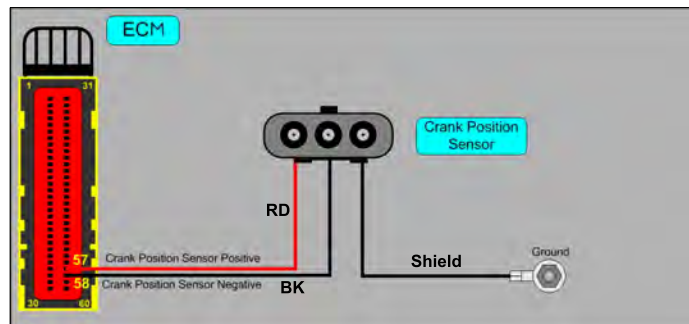 ECM
1 31
Crank Position
Sensor
RD
57 Crank Position Sensor Positive
58 Crank Position Sensor Negative
BK
30 60
Shield
Ground